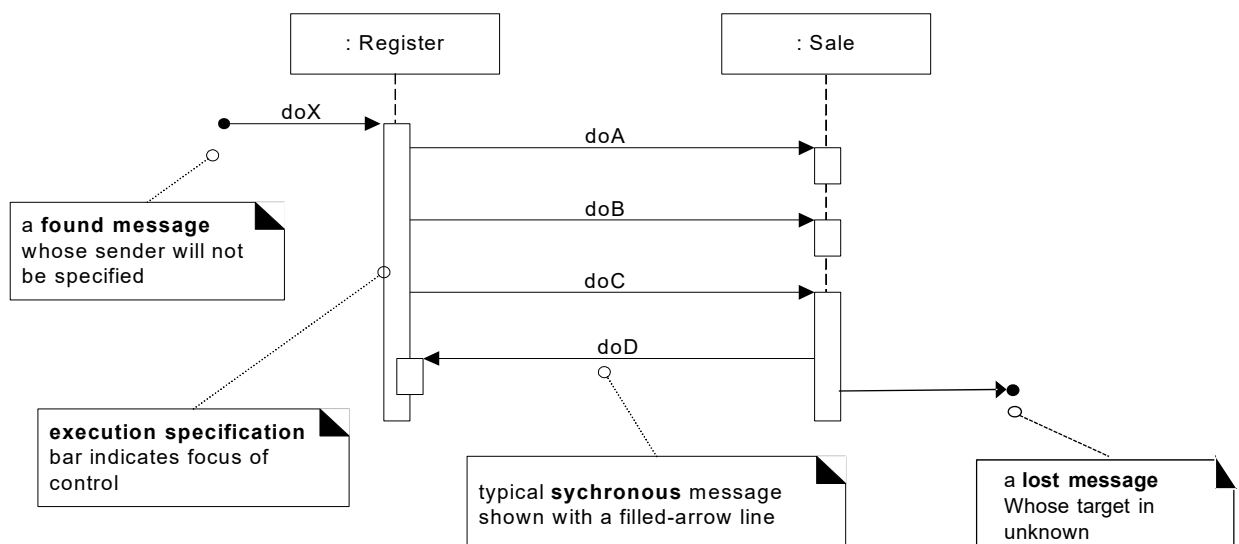 : Register
: Sale
doX
doA
a found message
whose sender will not
be specified
doB
doC
doD
execution specification
bar indicates focus of
control
typical sychronous message
shown with a filled-arrow line
a lost message
Whose target in
unknown